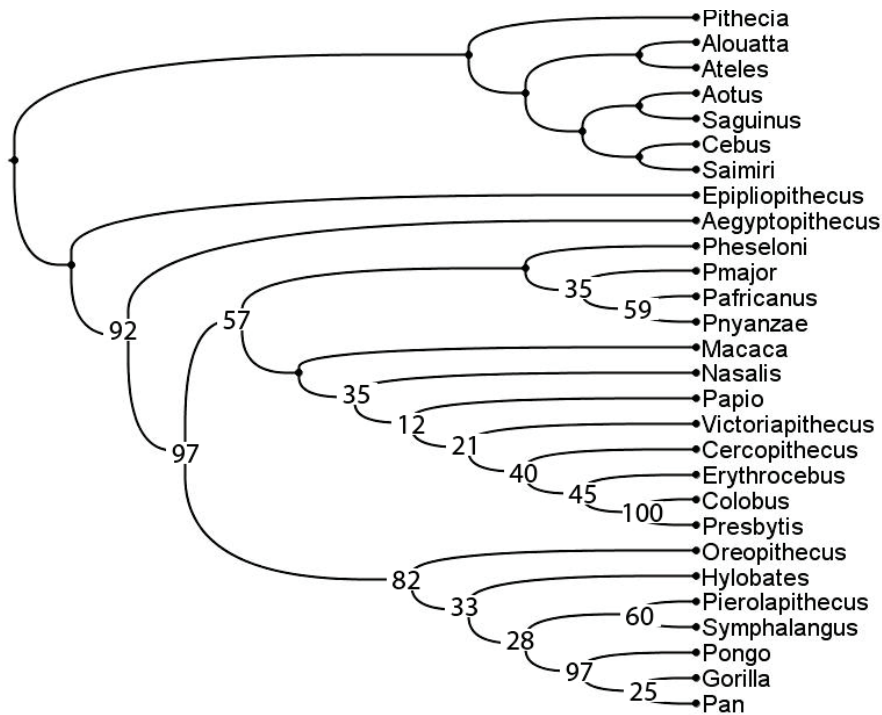 Pithecia
Alouatta
Ateles
Aotus
Saguinus
Cebus
Saimiri
Epipliopithecus
Aegyptopithecus
Pheseloni
Pmajor
35
Pafricanus
59
57
Pnyanzae
92
Macaca
Nasalis
35
Papio
12
Victoriapithecus
21
Cercopithecus
97
40
Erythrocebus
45
Colobus
100
Presbytis
Oreopithecus
82
Hylobates
33
Pierolapithecus
60
Symphalangus
28
Pongo
97
Gorilla
25
Pan